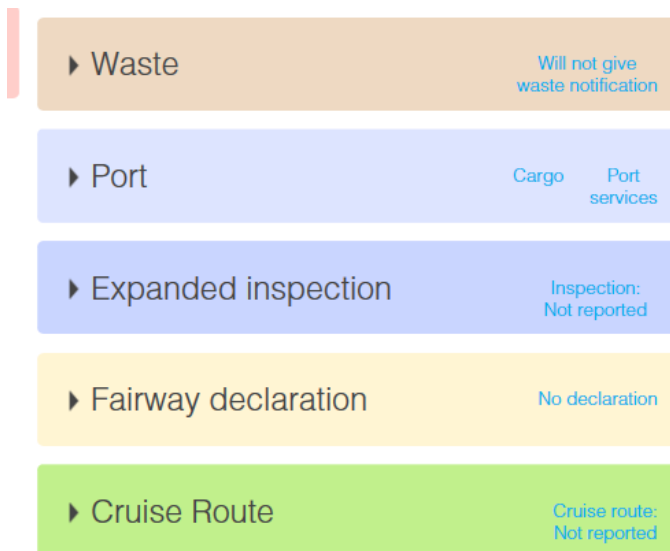 Waste
Will not give
waste notification
Port
Cargo
Port
services
Expanded inspection
Inspection:
Not reported
Fairway declaration
No declaration
Cruise Route
Cruise route:
Not reported